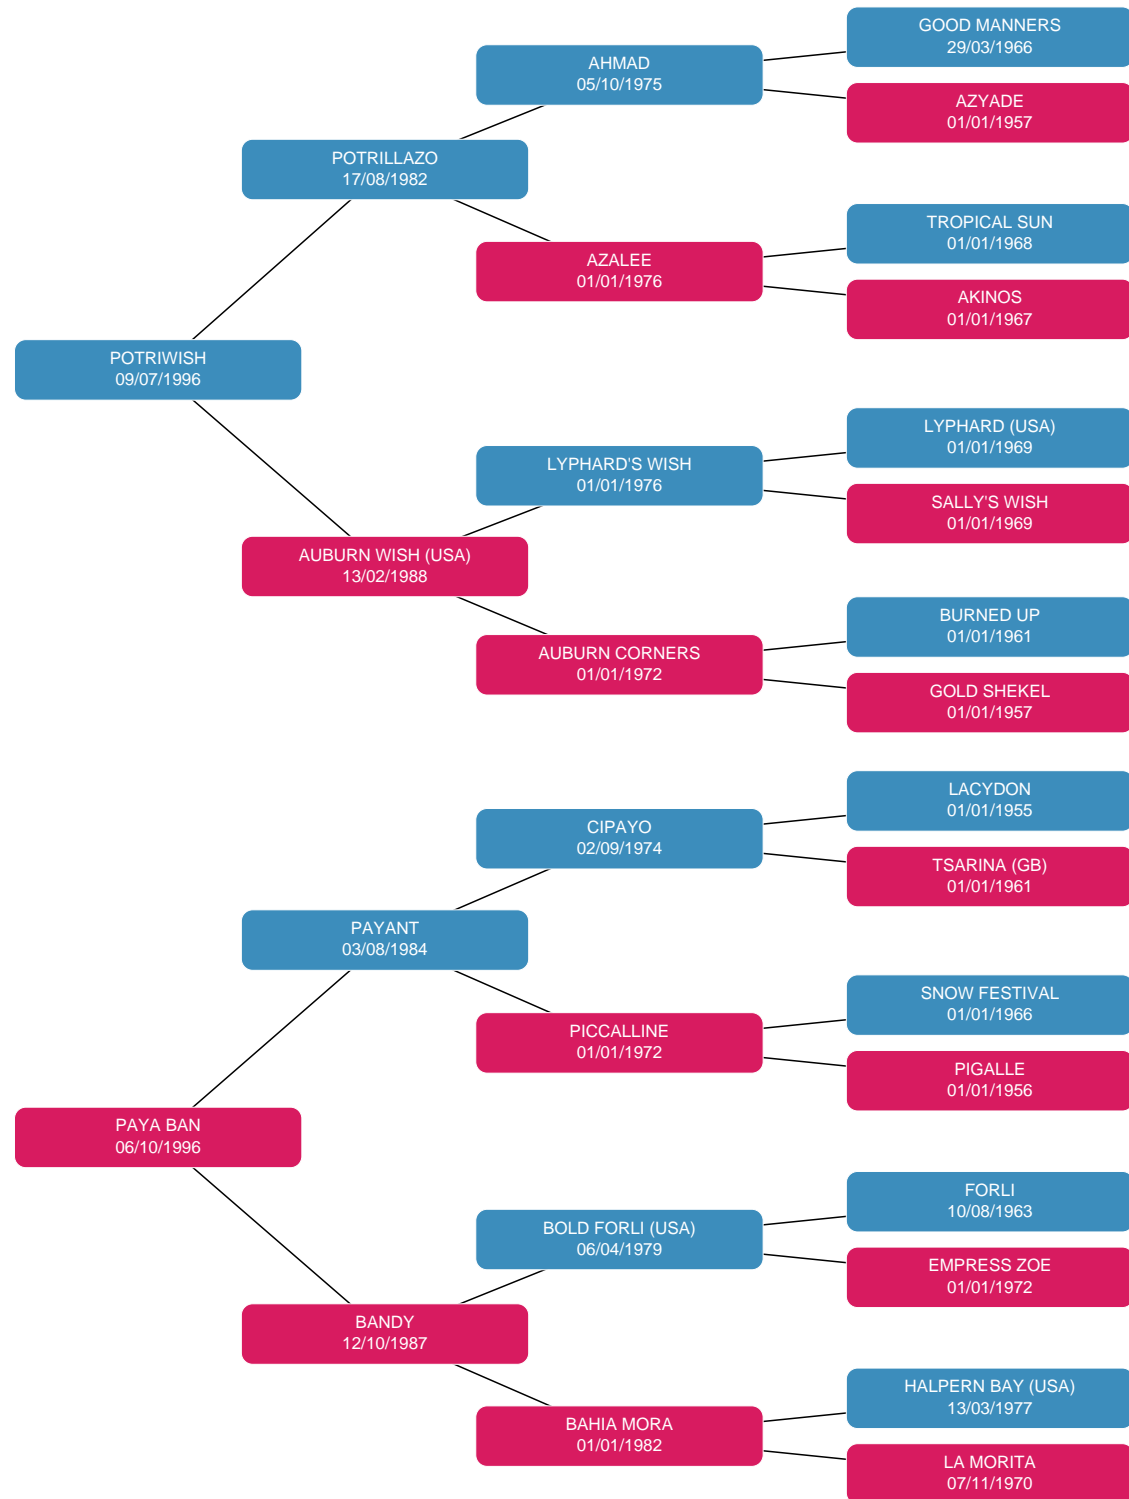 GOOD MANNERS
29/03/1966
AHMAD
05/10/1975
AZYADE
01/01/1957
POTRILLAZO
17/08/1982
TROPICAL SUN
01/01/1968
AZALEE
01/01/1976
AKINOS
01/01/1967
POTRIWISH
09/07/1996
LYPHARD (USA)
01/01/1969
LYPHARD'S WISH
01/01/1976
SALLY'S WISH
01/01/1969
AUBURN WISH (USA)
13/02/1988
BURNED UP
01/01/1961
AUBURN CORNERS
01/01/1972
GOLD SHEKEL
01/01/1957
LACYDON
01/01/1955
CIPAYO
02/09/1974
TSARINA (GB)
01/01/1961
PAYANT
03/08/1984
SNOW FESTIVAL
01/01/1966
PICCALLINE
01/01/1972
PIGALLE
01/01/1956
PAYA BAN
06/10/1996
FORLI
10/08/1963
BOLD FORLI (USA)
06/04/1979
EMPRESS ZOE
01/01/1972
BANDY
12/10/1987
HALPERN BAY (USA)
13/03/1977
BAHIA MORA
01/01/1982
LA MORITA
07/11/1970